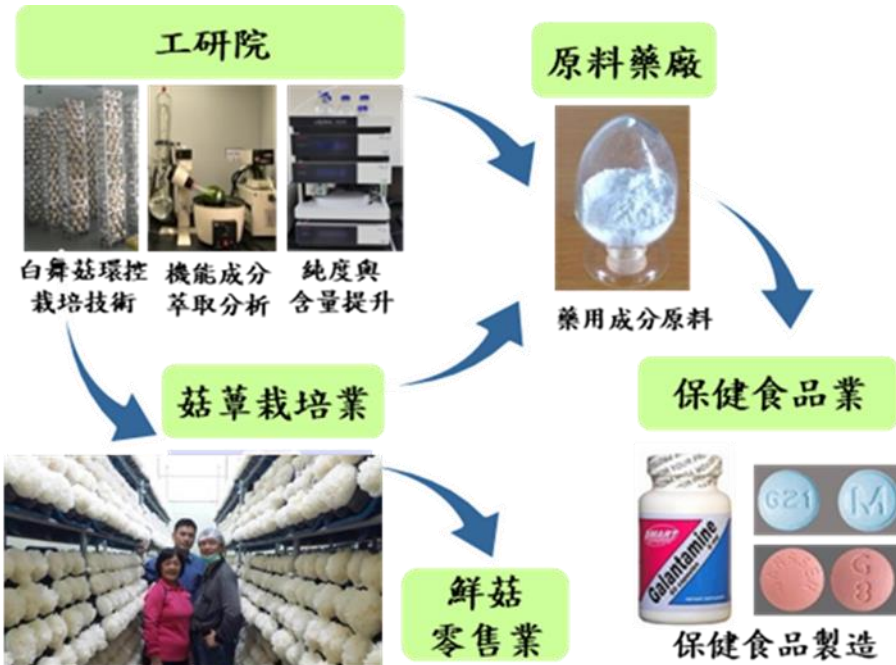 工研院
白舞菇環控
栽培技術
機能成分
萃取分析
純度與
含量提升
原料藥廠
藥用成分原料
菇蕈栽培業
鮮菇
零售業
保健食品業
SMART
Galantamine
G21
M
G
8
保健食品製造